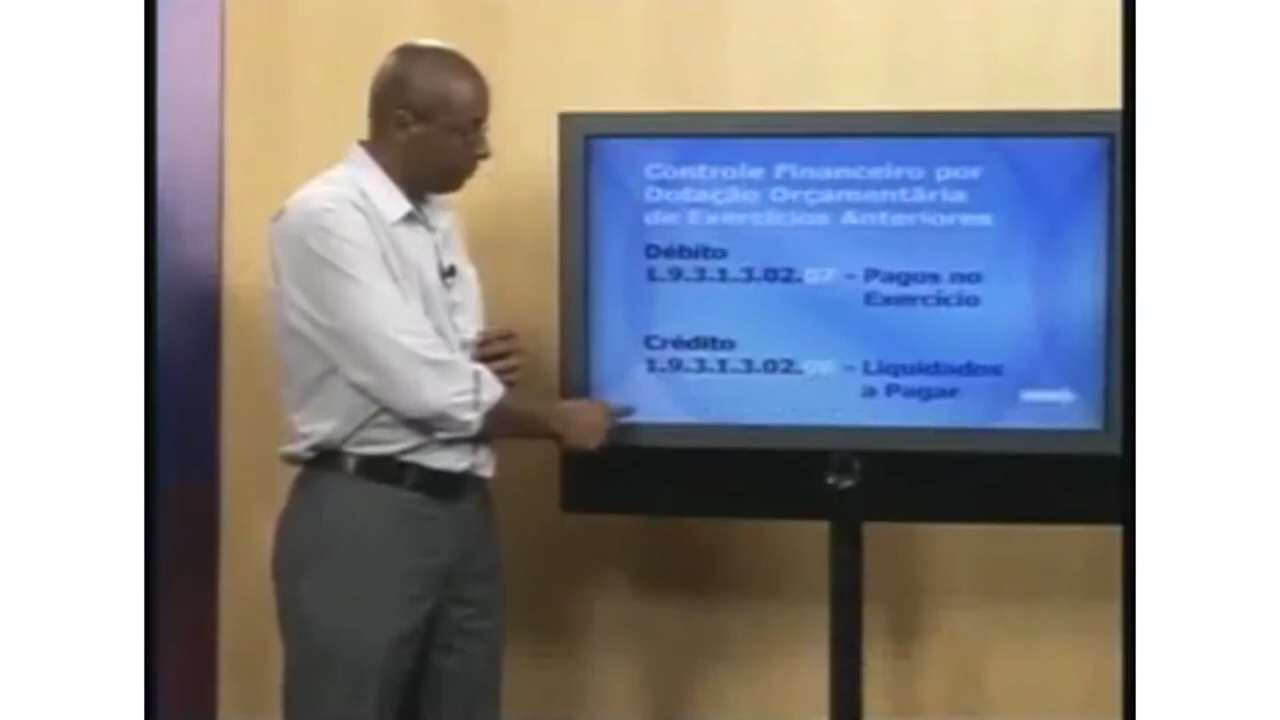 Controle Financeiro por
Dotação Orçamentária
de Exercícios Anteriores
Débito
1.9.3.1.3.02.07 - Pagos no
Exercício
Crédito
1.9.3.1.3.02. - Liquidados
a Pagar